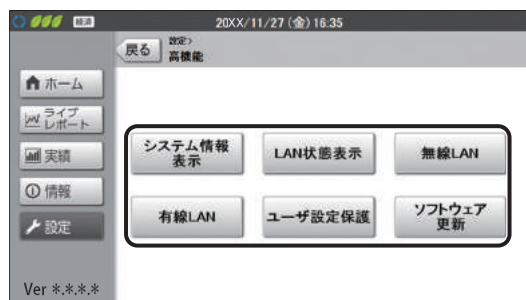 経済
20XX/11/27(金)16:35
戻る
設定>
高機能
ホーム
ライブ
レポート
実績
情報
設定
システム情報
表示
LAN状態表示
無線LAN
有線LAN
ユーザ設定保護
ソフトウェア
更新
Ver *.*.*.*